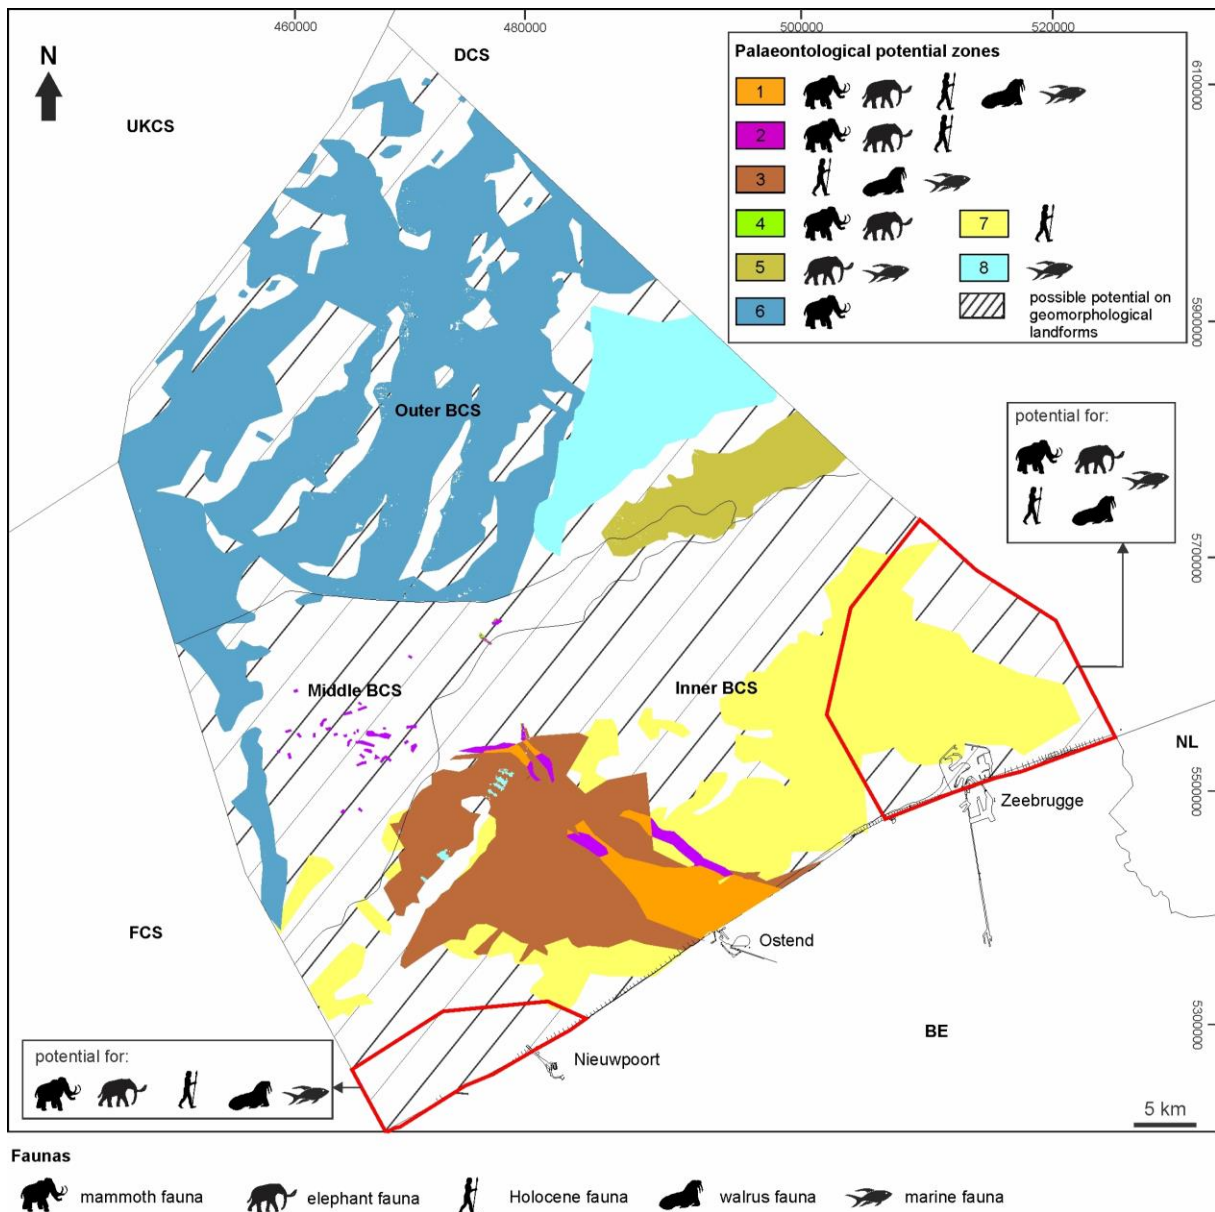 460000 480000 500000 520000
DCS
N
UKCS
Palaeontological potential zones
1
2
3
4
7
5
8
6
possible potential on
geomorphological
landforms
6100000
5900000
5700000
5500000
5300000
Outer BCS
potential for:
Middle BCS
Inner BCS
NL
Zeebrugge
FCS
Ostend
BE
potential for:
Nieuwpoort
5 km
Faunas
mammoth fauna
elephant fauna
Holocene fauna
walrus fauna
marine fauna